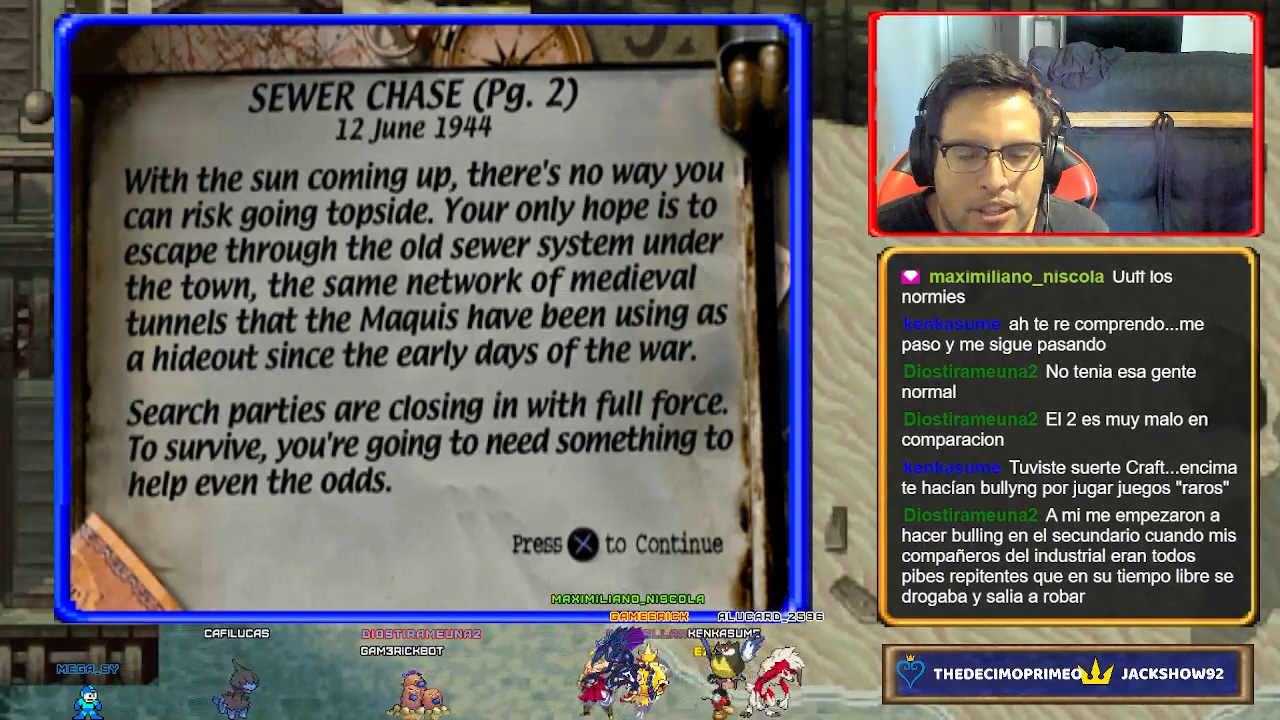 SEWER CHASE (Pg. 2)
12 June 1944
With the sun coming up, there's no way you
can risk going topside. Your only hope is to
escape through the old sewer system under
the town, the same network of medieval
tunnels that the Maquis have been using as
a hideout since the early days of the war.
Search parties are closing in with full force.
To survive, you're going to need something to
help even the odds.
Press X to Continue
maximiliano_niscola Uuff los
normies
kenkasume ah te re comprendo...me
paso y me sigue pasando
Diostirameuna2 No tenia esa gente
normal
Diostirameuna2 El 2 es muy malo en
comparacion
kenkasume Tuviste suerte Craft...encima
te hacían bullyng por jugar juegos "raros"
Diostirameuna2 A mi me empezaron a
hacer bulling en el secundario cuando mis
compañeros del industrial eran todos
pibes repitentes que en su tiempo libre se
drogaba y salia a robar
MAXIMILIANO_NISCOLA
GAMEERICK ALUCARD_2596
CAFILUCAS DIOSTIRAMEUNA2 KENKASUME
GAM3RICKBOT
MEGA_SY
THEDECIMOPRIMEO JACKSHOW92